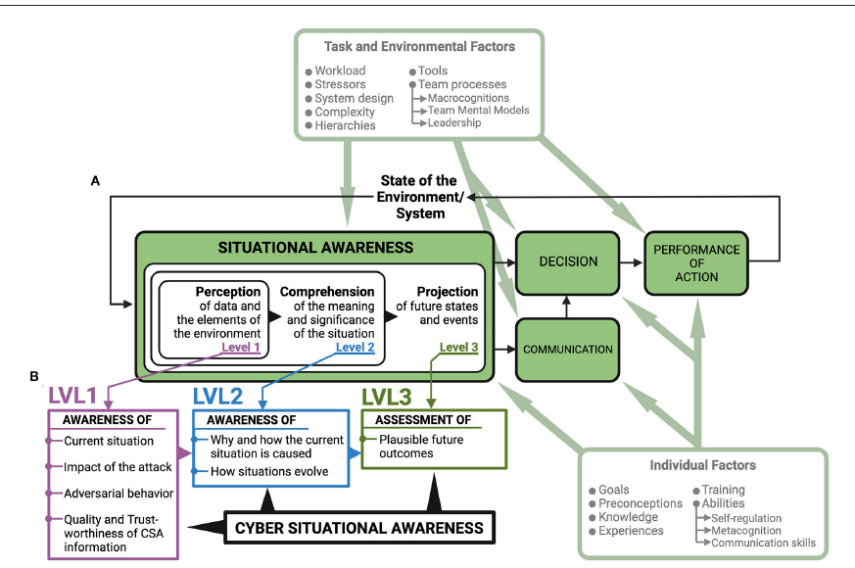 Task and Environmental Factors
Workload
Stressors
System design
Complexity
Hierarchies
Tools
Team processes
Macrocognitions
Team Mental Models
Leadership
A
State of the
Environment/
System
SITUATIONAL AWARENESS
Perception
of data and
the elements of
the environment
Level 1
Comprehension
of the meaning
and significance
of the situation
Level 2
Projection
of future states
and events
Level 3
DECISION
PERFORMANCE
OF
ACTION
COMMUNICATION
B
LVL1
AWARENESS OF
Current situation
Impact of the attack
Adversarial behavior
Quality and Trust-
worthiness of CSA
information
LVL2
AWARENESS OF
Why and how the current
situation is caused
How situations evolve
LVL3
ASSESSMENT OF
Plausible future
outcomes
CYBER SITUATIONAL AWARENESS
Individual Factors
Goals
Preconceptions
Knowledge
Experiences
Training
Abilities
Self-regulation
Metacognition
Communication skills